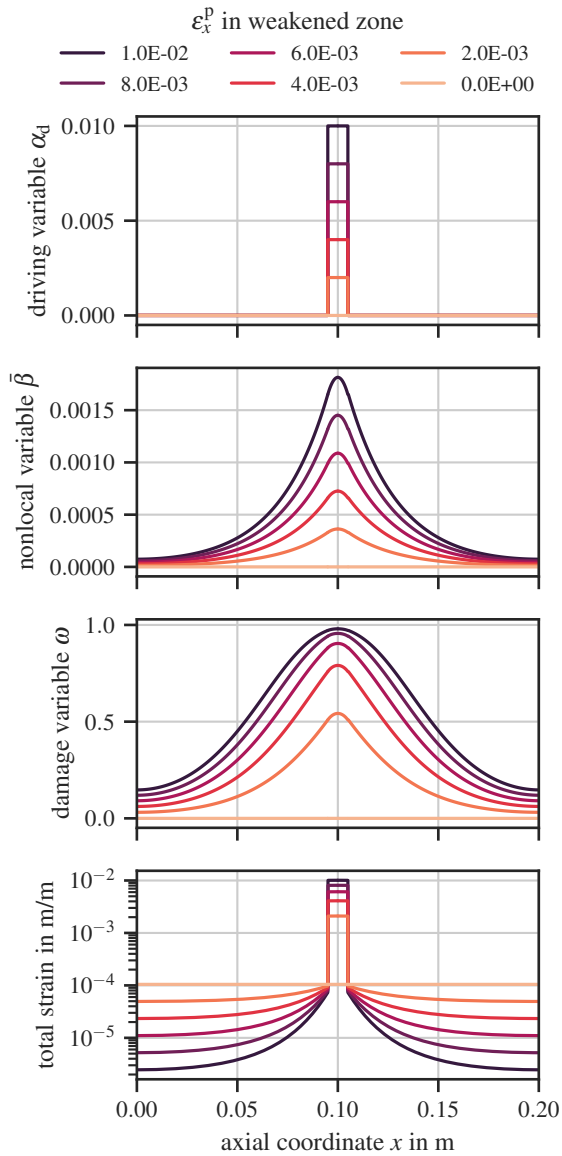 ε_x^p in weakened zone
1.0E-02 6.0E-03 2.0E-03
8.0E-03 4.0E-03 0.0E+00
0.010
0.005
0.000
driving variable α_d
0.0015
0.0010
0.0005
0.0000
nonlocal variable β̄
1.0
0.5
0.0
damage variable ω
10⁻²
10⁻³
10⁻⁴
10⁻⁵
total strain in m/m
0.00 0.05 0.10 0.15 0.20
axial coordinate x in m